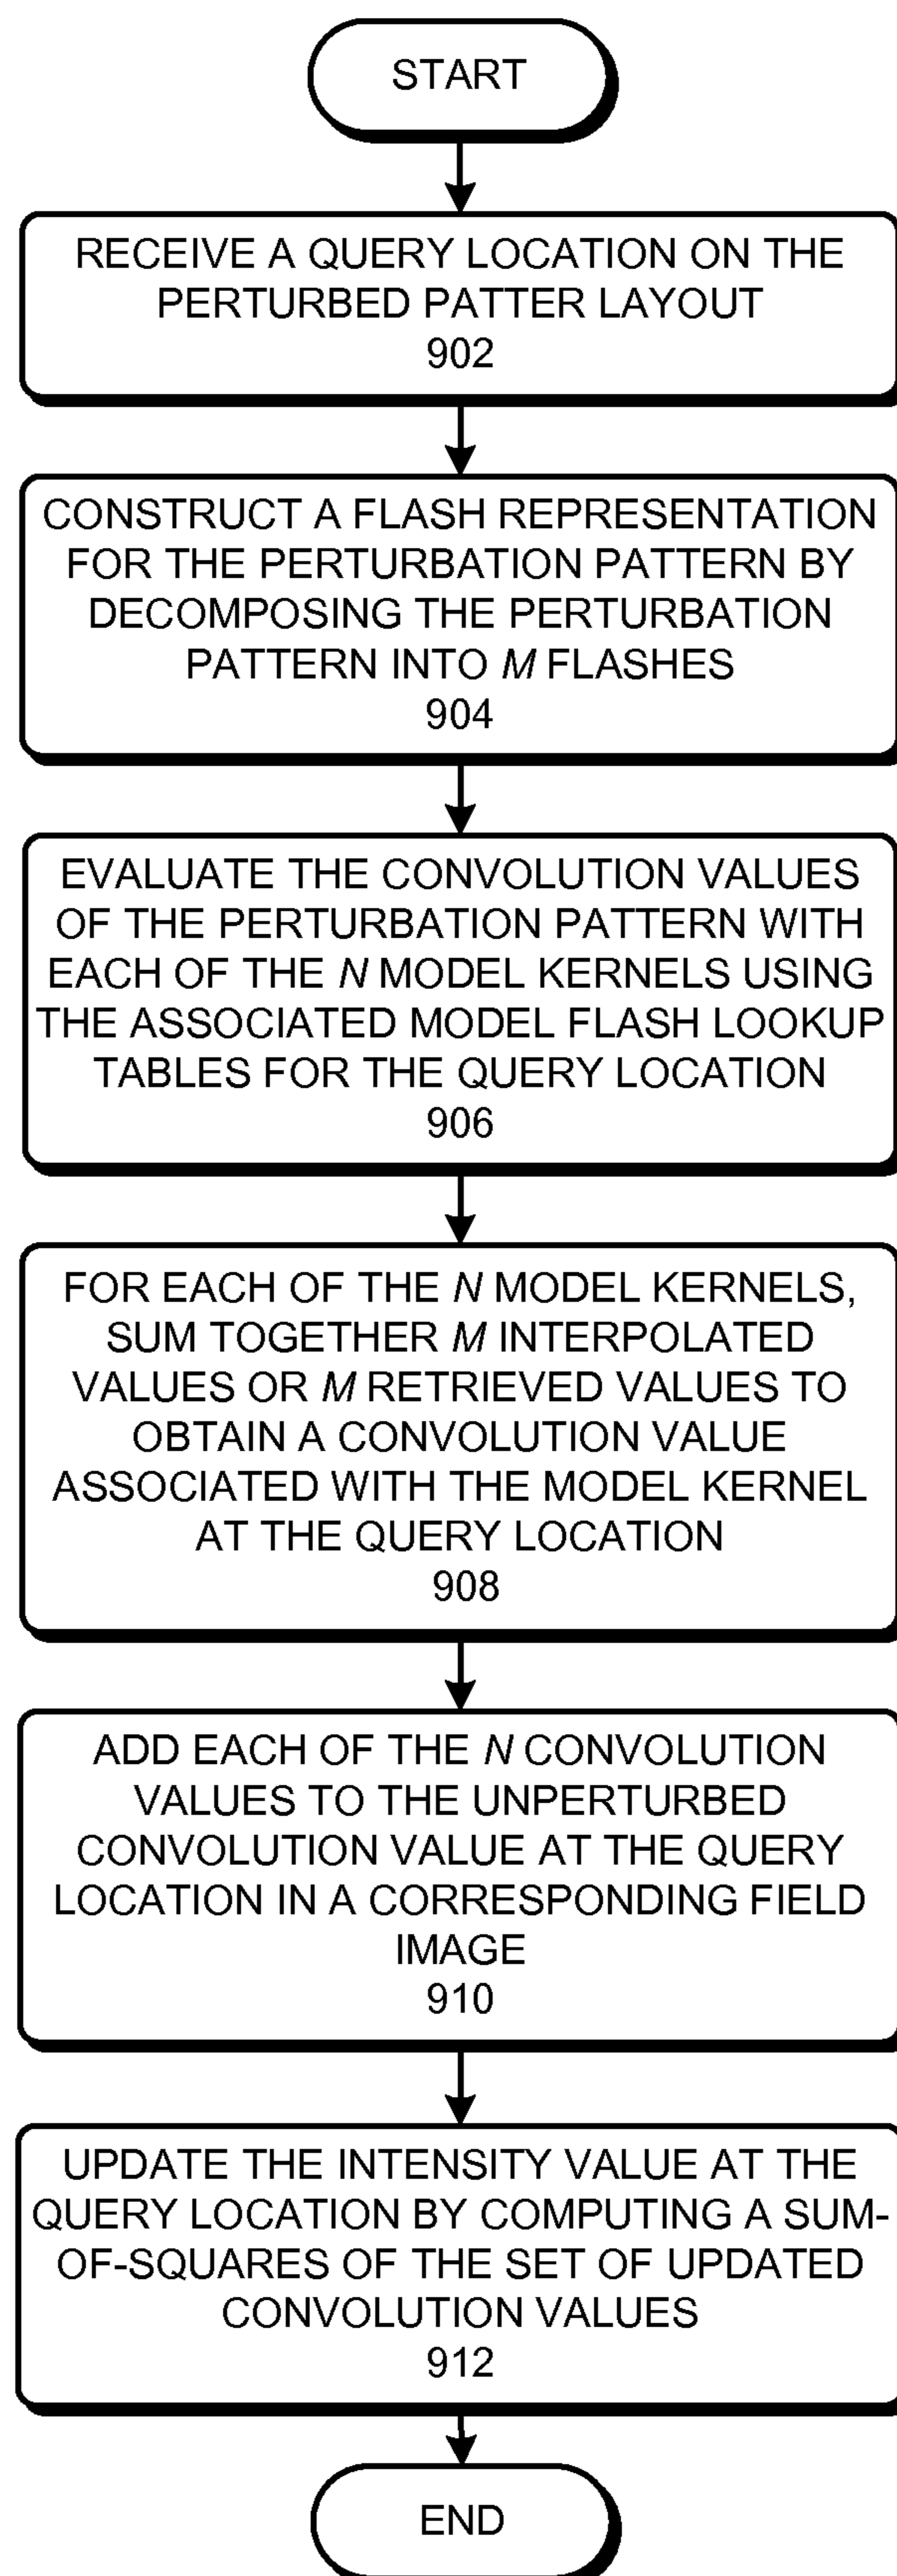 START
RECEIVE A QUERY LOCATION ON THE
PERTURBED PATTER LAYOUT
902
CONSTRUCT A FLASH REPRESENTATION
FOR THE PERTURBATION PATTERN BY
DECOMPOSING THE PERTURBATION
PATTERN INTO M FLASHES
904
EVALUATE THE CONVOLUTION VALUES
OF THE PERTURBATION PATTERN WITH
EACH OF THE N MODEL KERNELS USING
THE ASSOCIATED MODEL FLASH LOOKUP
TABLES FOR THE QUERY LOCATION
906
FOR EACH OF THE N MODEL KERNELS,
SUM TOGETHER M INTERPOLATED
VALUES OR M RETRIEVED VALUES TO
OBTAIN A CONVOLUTION VALUE
ASSOCIATED WITH THE MODEL KERNEL
AT THE QUERY LOCATION
908
ADD EACH OF THE N CONVOLUTION
VALUES TO THE UNPERTURBED
CONVOLUTION VALUE AT THE QUERY
LOCATION IN A CORRESPONDING FIELD
IMAGE
910
UPDATE THE INTENSITY VALUE AT THE
QUERY LOCATION BY COMPUTING A SUM-
OF-SQUARES OF THE SET OF UPDATED
CONVOLUTION VALUES
912
END